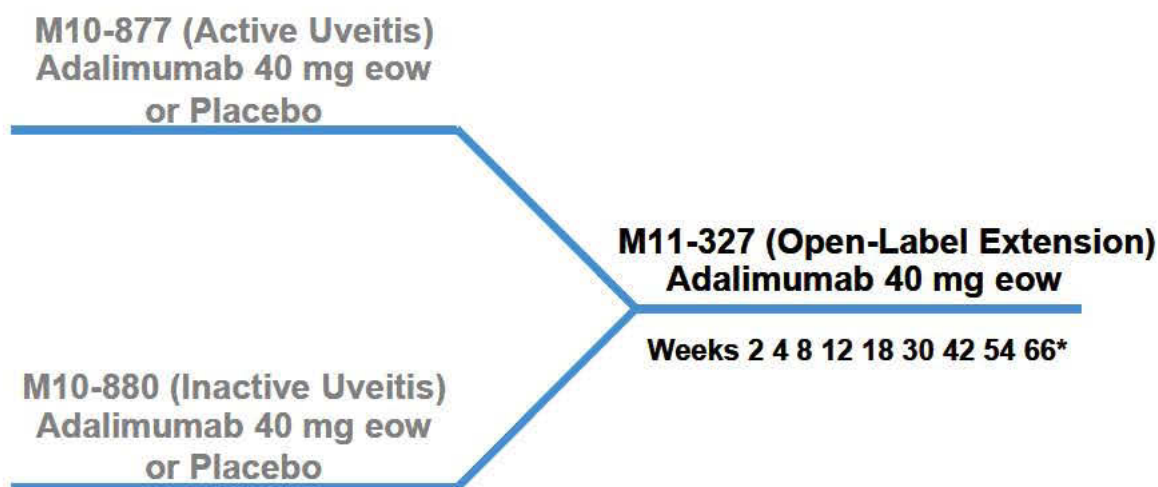 M10-877 (Active Uveitis)
Adalimumab 40 mg eow
or Placebo
M11-327 (Open-Label Extension)
Adalimumab 40 mg eow
Weeks 2 4 8 12 18 30 42 54 66*
M10-880 (Inactive Uveitis)
Adalimumab 40 mg eow
or Placebo